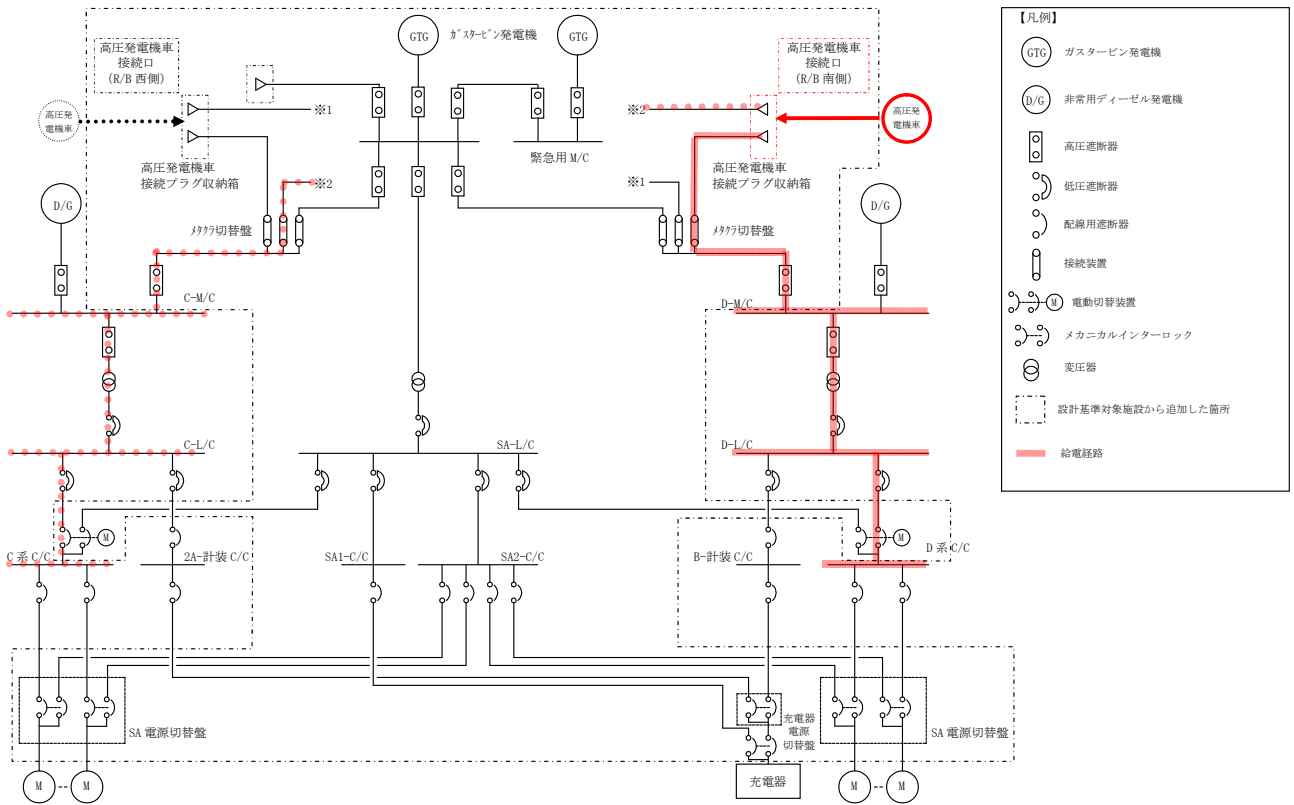 GTG
ガスタービン発電機
GTG
高圧発電機車
接続口
(R/B 西側)
高圧発電機車
接続口
(R/B 南側)
高圧発
電機車
※1
※2
高圧発
電機車
緊急用 M/C
高圧発電機車
接続プラグ収納箱
※2
※1
高圧発電機車
接続プラグ収納箱
D/G
メタクラ切替盤
メタクラ切替盤
D/G
C-M/C
D-M/C
C-L/C
SA-L/C
D-L/C
M
M
C 系 C/C
2A-計装 C/C
SA1-C/C
SA2-C/C
B-計装 C/C
D 系 C/C
SA 電源切替盤
充電器
電源
切替盤
SA 電源切替盤
M
M
充電器
M
M
【凡例】
GTG
ガスタービン発電機
D/G
非常用ディーゼル発電機
高圧遮断器
低圧遮断器
配線用遮断器
接続装置
M
電動切替装置
メカニカルインターロック
変圧器
設計基準対象施設から追加した箇所
給電経路